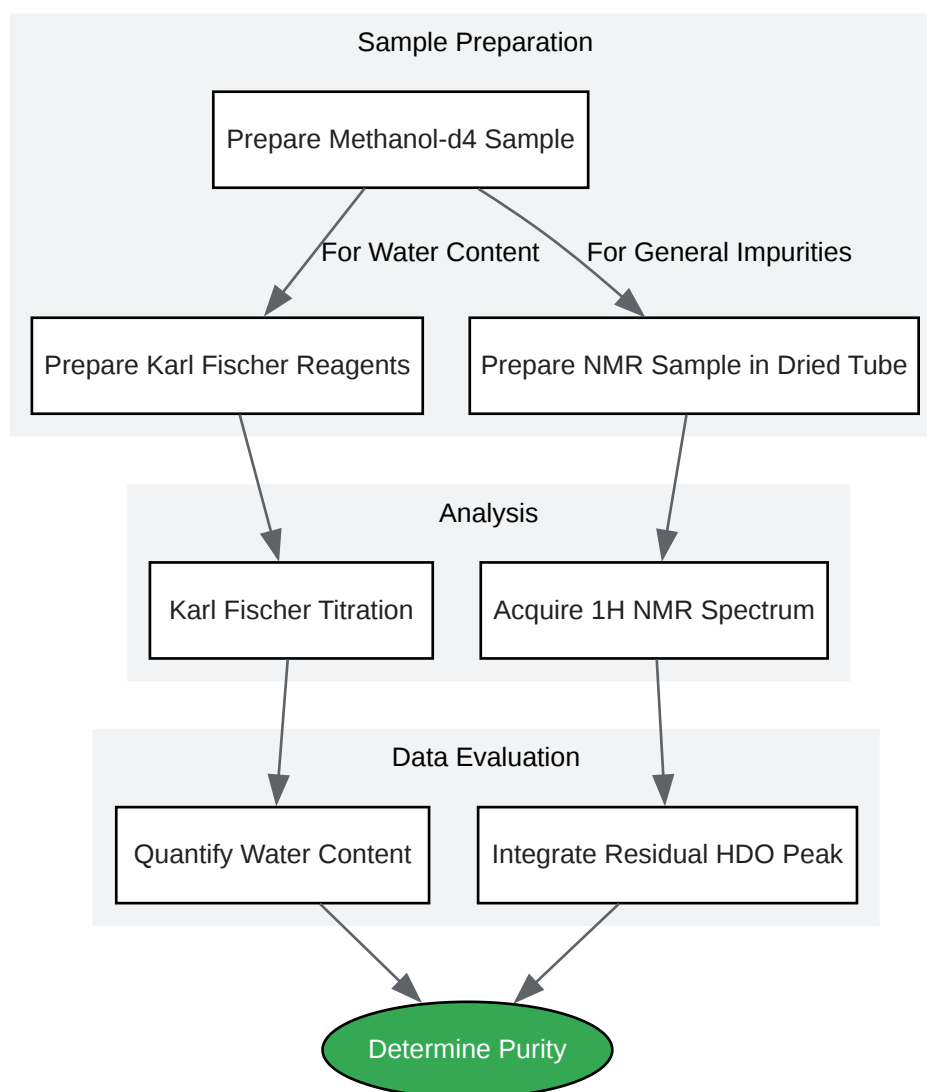 Sample Preparation
Prepare Methanol-d4 Sample
For Water Content
For General Impurities
Prepare Karl Fischer Reagents
Prepare NMR Sample in Dried Tube
Analysis
Karl Fischer Titration
Acquire 1H NMR Spectrum
Data Evaluation
Quantify Water Content
Integrate Residual HDO Peak
Determine Purity